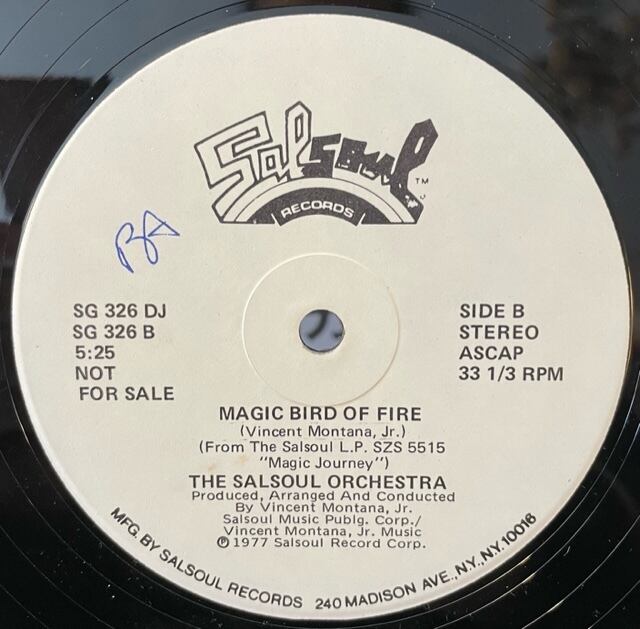 Salsoul
TM
RECORDS
SG 326 DJ
SG 326 B
5:25
NOT
FOR SALE
SIDE B
STEREO
ASCAP
33 1/3 RPM
MAGIC BIRD OF FIRE
(Vincent Montana, Jr.)
(From The Salsoul L.P. SZS 5515
"Magic Journey")
THE SALSOUL ORCHESTRA
Produced, Arranged And Conducted
By Vincent Montana, Jr.
Salsoul Music Publg. Corp./
Vincent Montana, Jr. Music
℗ 1977 Salsoul Record Corp.
MFG. BY SALSOUL RECORDS 240 MADISON AVE., NY., NY. 10016